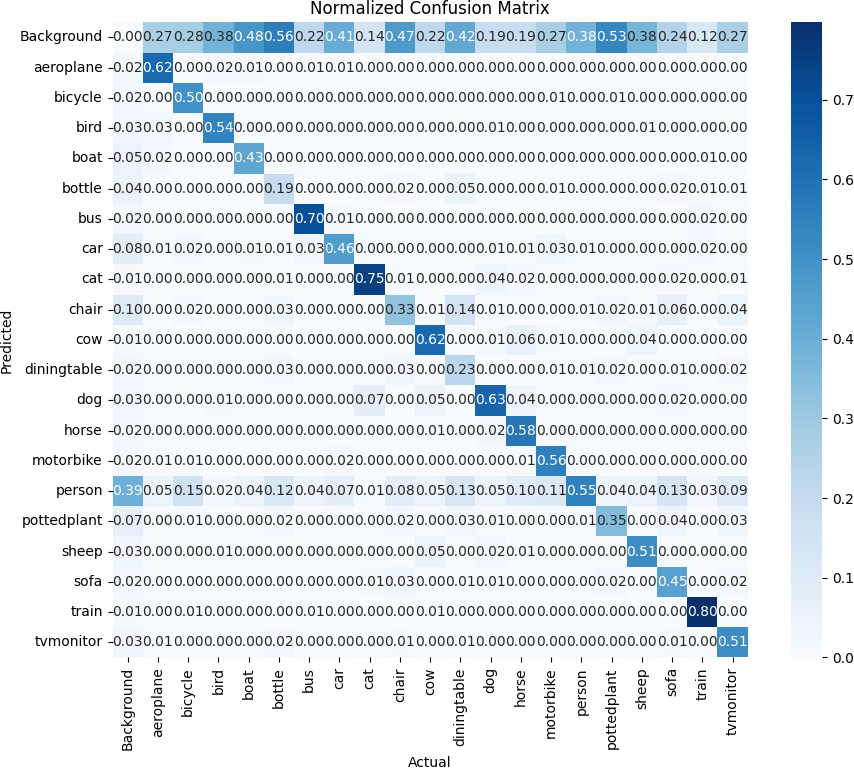 Normalized Confusion Matrix
Background 0.00 0.27 0.28 0.38 0.48 0.56 0.22 0.41 0.14 0.47 0.22 0.42 0.19 0.19 0.27 0.38 0.53 0.38 0.24 0.12 0.27
aeroplane 0.02 0.62 0.00 0.02 0.01 0.00 0.01 0.01 0.00 0.00 0.00 0.00 0.00 0.00 0.00 0.00 0.00 0.00 0.00 0.00 0.00
bicycle 0.02 0.00 0.50 0.00 0.00 0.00 0.00 0.00 0.00 0.00 0.00 0.00 0.00 0.00 0.01 0.00 0.01 0.00 0.00 0.00 0.00
bird 0.03 0.03 0.00 0.54 0.00 0.00 0.00 0.00 0.00 0.00 0.00 0.00 0.01 0.00 0.00 0.00 0.00 0.01 0.00 0.00 0.00
boat 0.05 0.02 0.00 0.00 0.43 0.00 0.00 0.00 0.00 0.00 0.00 0.00 0.00 0.00 0.00 0.00 0.00 0.00 0.00 0.01 0.00
bottle 0.04 0.00 0.00 0.00 0.00 0.19 0.00 0.00 0.00 0.02 0.00 0.05 0.00 0.00 0.01 0.00 0.00 0.00 0.02 0.01 0.01
bus 0.02 0.00 0.00 0.00 0.00 0.00 0.70 0.01 0.00 0.00 0.00 0.00 0.00 0.00 0.00 0.00 0.00 0.00 0.00 0.02 0.00
car 0.08 0.01 0.02 0.00 0.01 0.01 0.03 0.46 0.00 0.00 0.00 0.00 0.01 0.01 0.03 0.01 0.00 0.00 0.00 0.02 0.00
cat 0.01 0.00 0.00 0.00 0.00 0.01 0.00 0.00 0.75 0.01 0.00 0.00 0.04 0.02 0.00 0.00 0.00 0.00 0.02 0.00 0.01
chair 0.10 0.00 0.02 0.00 0.00 0.03 0.00 0.00 0.00 0.33 0.01 0.14 0.01 0.00 0.00 0.01 0.02 0.01 0.06 0.00 0.04
cow 0.01 0.00 0.00 0.00 0.00 0.00 0.00 0.00 0.00 0.00 0.62 0.00 0.01 0.06 0.01 0.00 0.00 0.04 0.00 0.00 0.00
diningtable 0.02 0.00 0.00 0.00 0.00 0.03 0.00 0.00 0.00 0.03 0.00 0.23 0.00 0.00 0.01 0.01 0.02 0.00 0.01 0.00 0.02
dog 0.03 0.00 0.00 0.01 0.00 0.00 0.00 0.00 0.07 0.00 0.05 0.00 0.63 0.04 0.00 0.00 0.00 0.00 0.02 0.00 0.00
horse 0.02 0.00 0.00 0.00 0.00 0.00 0.00 0.00 0.00 0.00 0.01 0.00 0.02 0.58 0.00 0.00 0.00 0.00 0.00 0.00 0.00
motorbike 0.02 0.01 0.01 0.00 0.00 0.00 0.00 0.02 0.00 0.00 0.00 0.00 0.00 0.01 0.56 0.00 0.00 0.00 0.00 0.00 0.00
person 0.39 0.05 0.15 0.02 0.04 0.12 0.04 0.07 0.01 0.08 0.05 0.13 0.05 0.10 0.11 0.55 0.04 0.04 0.13 0.03 0.09
pottedplant 0.07 0.00 0.01 0.00 0.00 0.02 0.00 0.00 0.00 0.02 0.00 0.03 0.01 0.00 0.00 0.01 0.35 0.00 0.04 0.00 0.03
sheep 0.03 0.00 0.00 0.01 0.00 0.00 0.00 0.00 0.00 0.00 0.05 0.00 0.02 0.01 0.00 0.00 0.00 0.51 0.00 0.00 0.00
sofa 0.02 0.00 0.00 0.00 0.00 0.00 0.00 0.00 0.01 0.03 0.00 0.01 0.01 0.00 0.00 0.00 0.02 0.00 0.45 0.00 0.02
train 0.01 0.00 0.01 0.00 0.00 0.00 0.01 0.00 0.00 0.00 0.01 0.00 0.00 0.00 0.00 0.00 0.00 0.00 0.00 0.80 0.00
tvmonitor 0.03 0.01 0.00 0.00 0.00 0.02 0.00 0.00 0.00 0.01 0.00 0.01 0.00 0.00 0.00 0.00 0.00 0.00 0.01 0.00 0.51
Predicted
Background aeroplane bicycle bird boat bottle bus car cat chair cow diningtable dog horse motorbike person pottedplant sheep sofa train tvmonitor
Actual
0.7
0.6
0.5
0.4
0.3
0.2
0.1
0.0